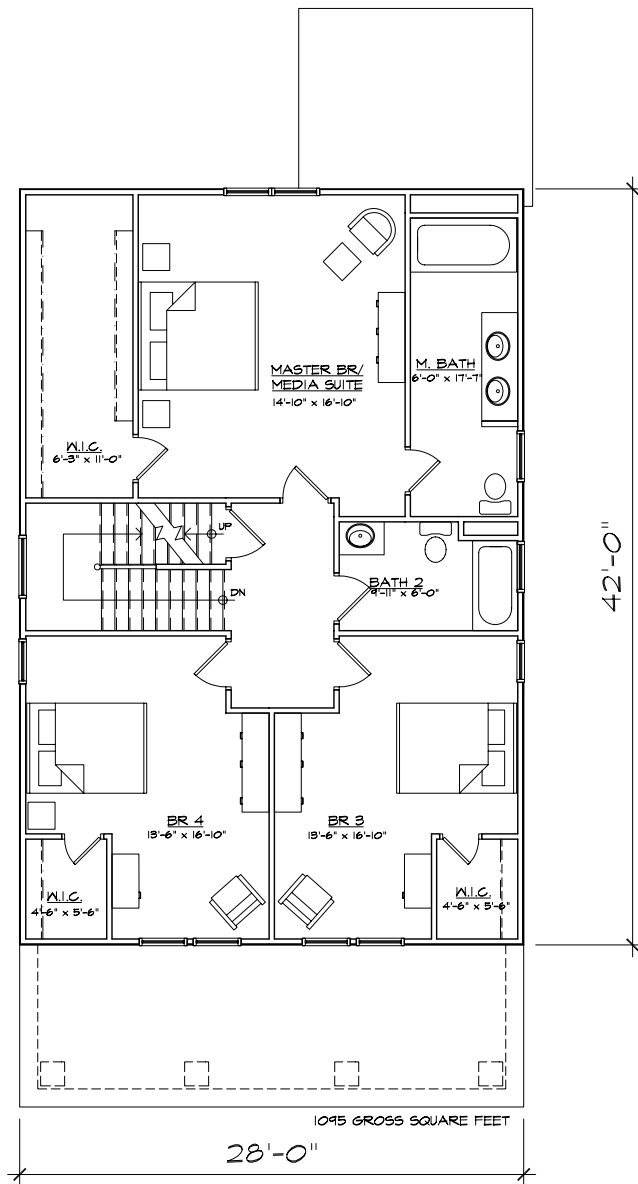 MASTER BR/
MEDIA SUITE
14'-10" x 16'-10"
M. BATH
6'-0" x 17'-7"
W.I.C.
6'-3" x 11'-0"
UP
DN
BATH 2
9'-11" x 6'-0"
42'-0"
BR 4
13'-6" x 16'-10"
BR 3
13'-6" x 16'-10"
W.I.C.
4'-6" x 5'-6"
W.I.C.
4'-6" x 5'-6"
1095 GROSS SQUARE FEET
28'-0"